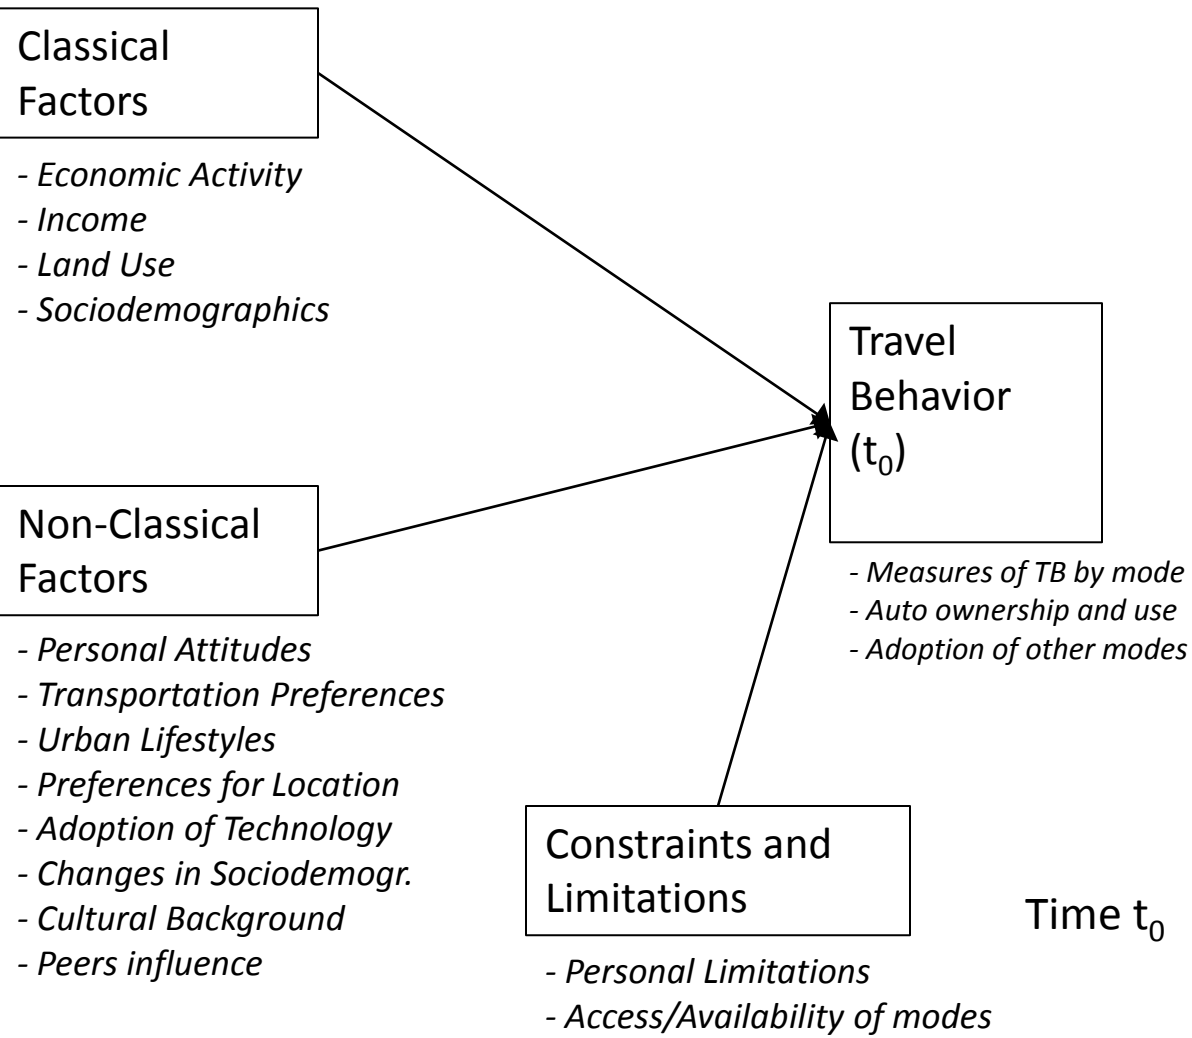 Classical
Factors
- Economic Activity
- Income
- Land Use
- Sociodemographics
Travel
Behavior
(t₀)
- Measures of TB by mode
- Auto ownership and use
- Adoption of other modes
Non-Classical
Factors
- Personal Attitudes
- Transportation Preferences
- Urban Lifestyles
- Preferences for Location
- Adoption of Technology
- Changes in Sociodemogr.
- Cultural Background
- Peers influence
Constraints and
Limitations
- Personal Limitations
- Access/Availability of modes
Time t₀